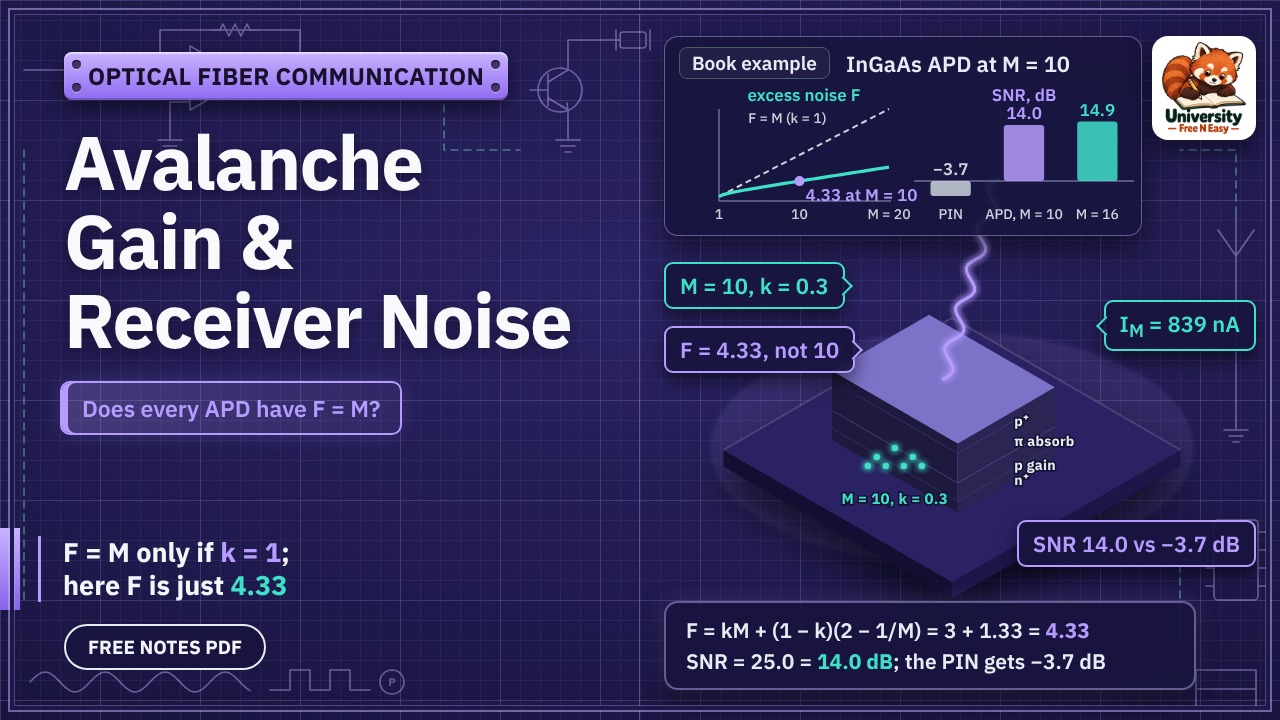 OPTICAL FIBER COMMUNICATION
Avalanche
Gain &
Receiver Noise
Does every APD have F = M?
F = M only if k = 1;
here F is just 4.33
FREE NOTES PDF
P
Book example
InGaAs APD at M = 10
excess noise F
F = M (k = 1)
4.33 at M = 10
1
10
M = 20
SNR, dB
−3.7
14.0
14.9
PIN
APD, M = 10
M = 16
University
Free N Easy
M = 10, k = 0.3
F = 4.33, not 10
I_M = 839 nA
p⁺
π absorb
p gain
n⁺
M = 10, k = 0.3
SNR 14.0 vs −3.7 dB
F = kM + (1 − k)(2 − 1/M) = 3 + 1.33 = 4.33
SNR = 25.0 = 14.0 dB; the PIN gets −3.7 dB